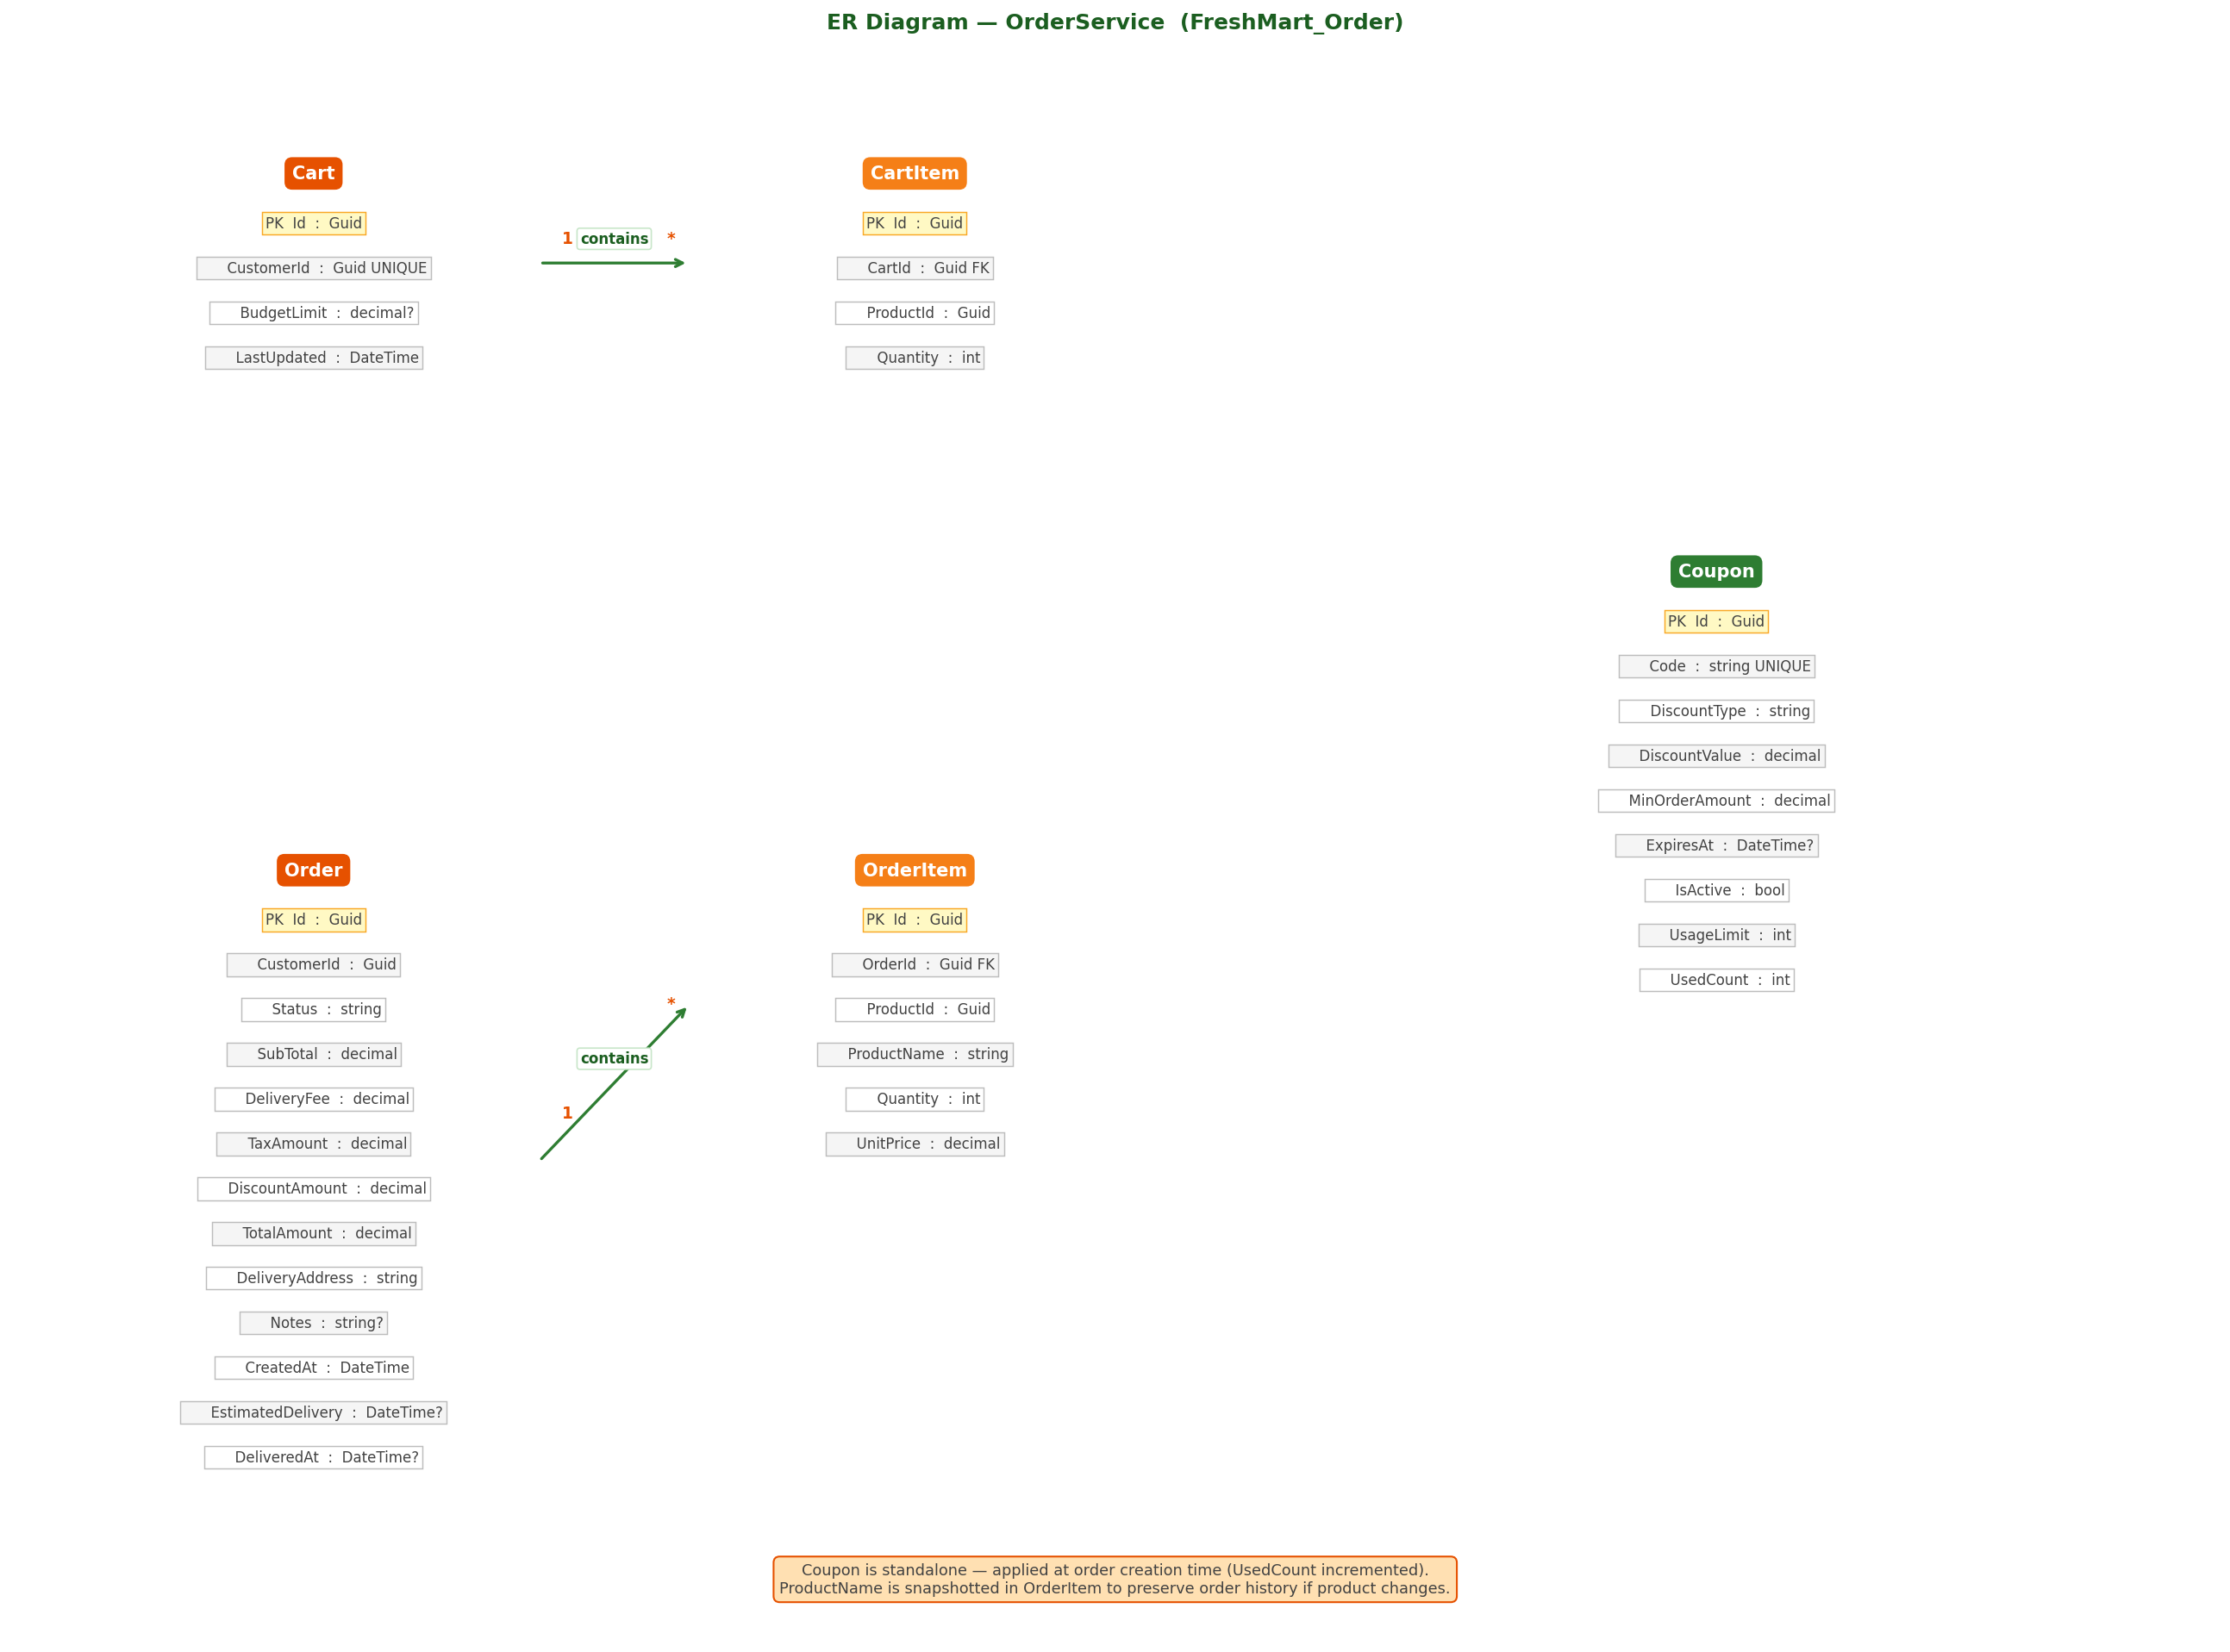 ER Diagram — OrderService (FreshMart_Order)
Cart
PK Id : Guid
CustomerId : Guid UNIQUE
BudgetLimit : decimal?
LastUpdated : DateTime
1 contains *
CartItem
PK Id : Guid
CartId : Guid FK
ProductId : Guid
Quantity : int
Coupon
PK Id : Guid
Code : string UNIQUE
DiscountType : string
DiscountValue : decimal
MinOrderAmount : decimal
ExpiresAt : DateTime?
IsActive : bool
UsageLimit : int
UsedCount : int
Order
PK Id : Guid
CustomerId : Guid
Status : string
SubTotal : decimal
DeliveryFee : decimal
TaxAmount : decimal
DiscountAmount : decimal
TotalAmount : decimal
DeliveryAddress : string
Notes : string?
CreatedAt : DateTime
EstimatedDelivery : DateTime?
DeliveredAt : DateTime?
*
contains
1
OrderItem
PK Id : Guid
OrderId : Guid FK
ProductId : Guid
ProductName : string
Quantity : int
UnitPrice : decimal
Coupon is standalone — applied at order creation time (UsedCount incremented).
ProductName is snapshotted in OrderItem to preserve order history if product changes.